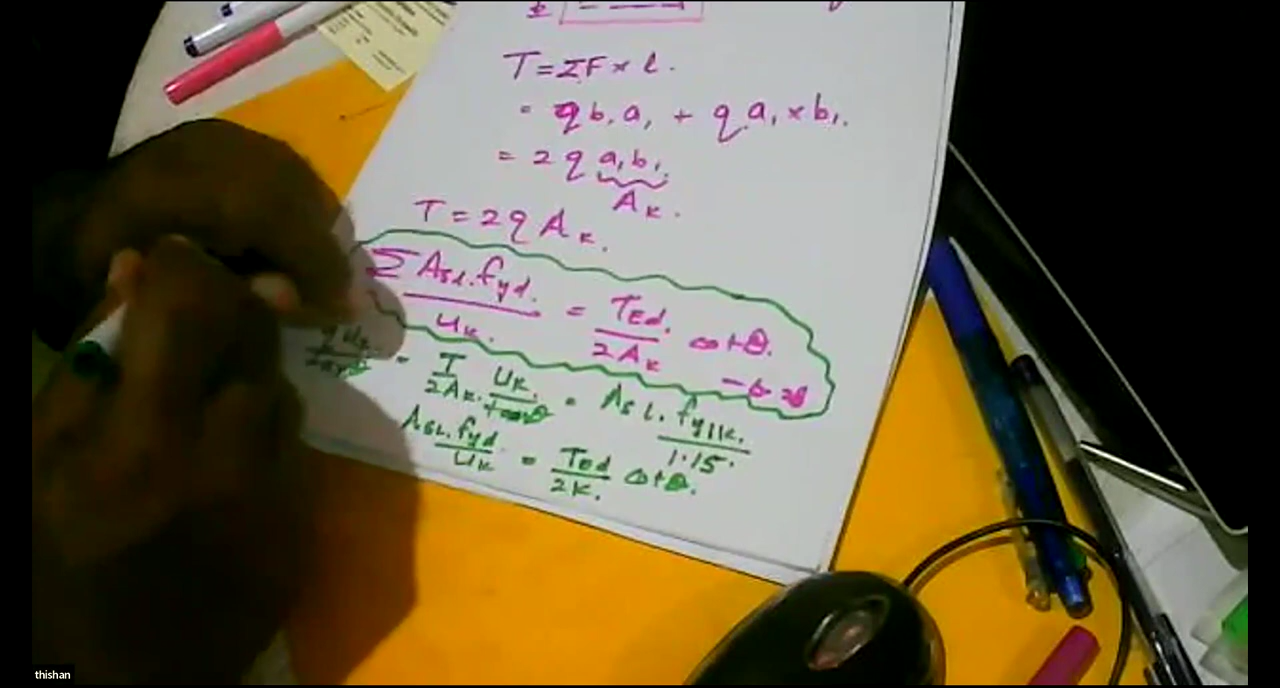 T = ΣF × l.
= q b₁ a₁ + q a₁ × b₁.
= 2 q a₁ b₁.
Aₖ.
T = 2 q Aₖ.
Σ Asl . fyd. / uₖ. = TEd. / 2Aₖ cotθ.
= T / 2Aₖ . uₖ. / tanθ = Asl . fylk. / 1.15.
Asl . fyd / uₖ = TEd / 2k. cotθ.
thishan